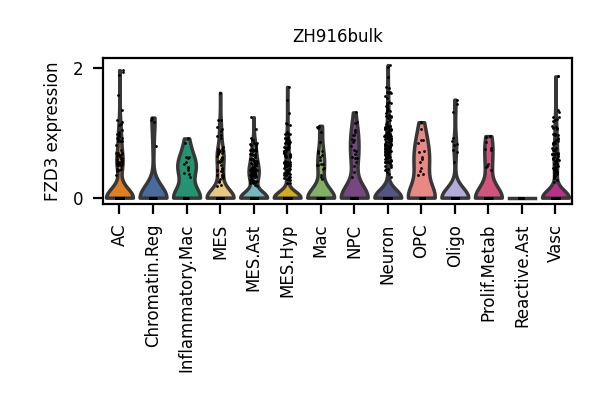 ZH916bulk
FZD3 expression
2
0
AC
Chromatin.Reg
Inflammatory.Mac
MES
MES.Ast
MES.Hyp
Mac
NPC
Neuron
OPC
Oligo
Prolif.Metab
Reactive.Ast
Vasc